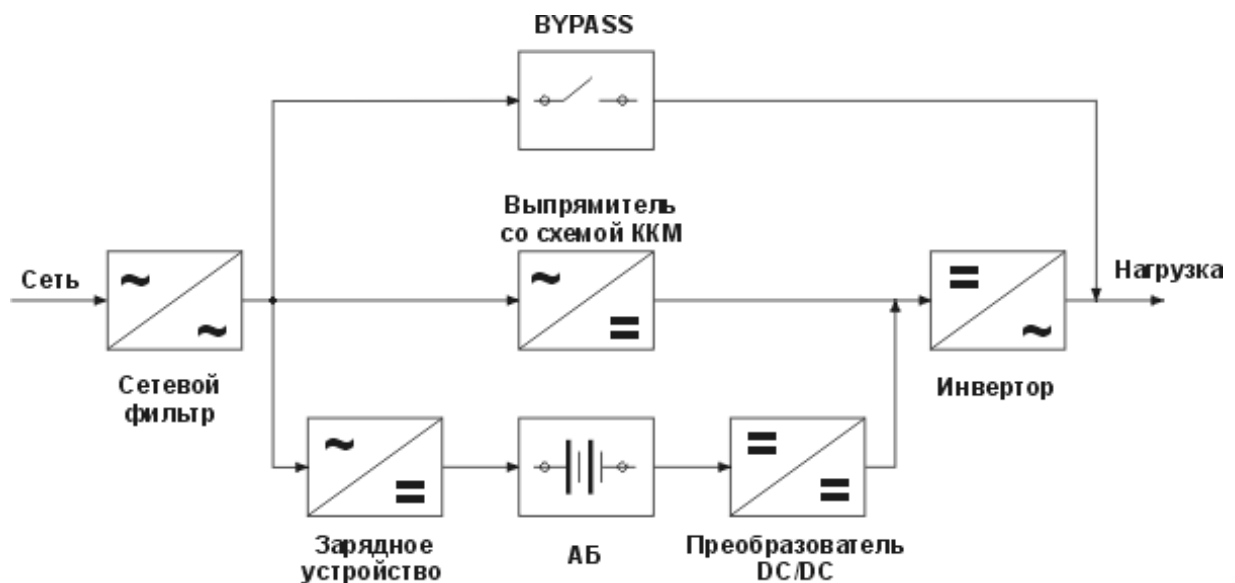 BYPASS
Выпрямитель
со схемой ККМ
Сеть
Нагрузка
Сетевой
фильтр
Инвертор
Зарядное
устройство
АБ
Преобразователь
DC/DC